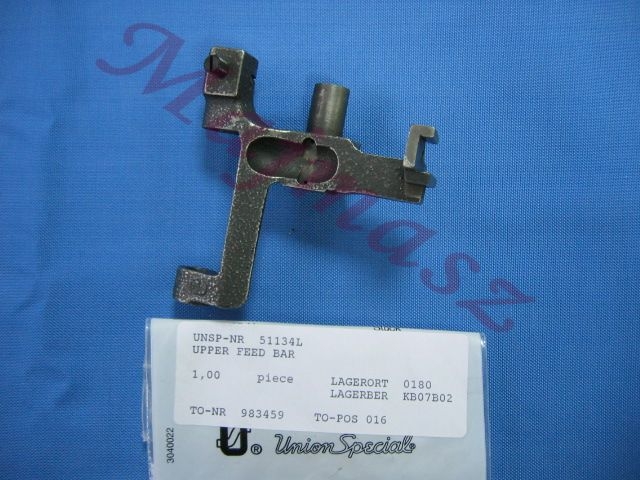 Mojmasz
UNSP-NR 51134L
UPPER FEED BAR
1,00 piece LAGERORT 0180
LAGERBER KB07B02
TO-NR 983459 TO-POS 016
® Union Special®
3040022